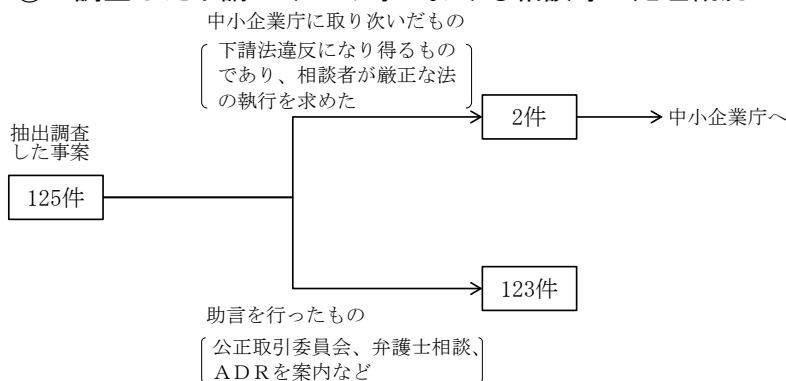 中小企業庁に取り次いだもの
下請法違反になり得るもの
であり、相談者が厳正な法
の執行を求めた
2件
中小企業庁へ
抽出調査
した事案
125件
123件
助言を行ったもの
公正取引委員会、弁護士相談、
ＡＤＲを案内など